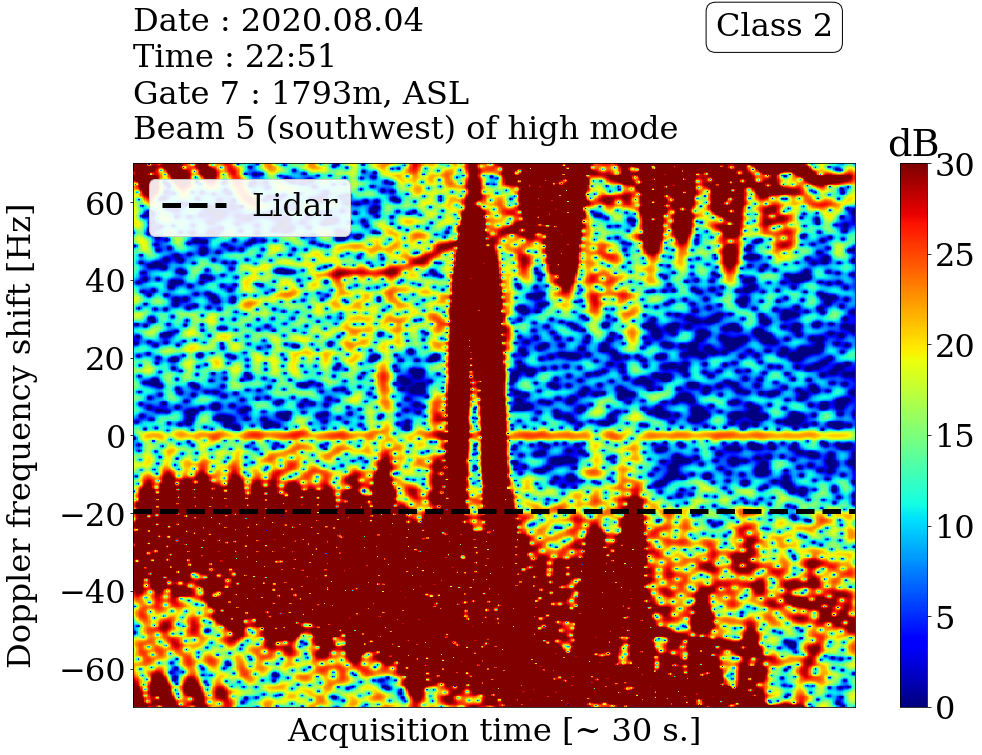 Date : 2020.08.04
Time : 22:51
Gate 7 : 1793m, ASL
Beam 5 (southwest) of high mode
Class 2
dB
Lidar
Doppler frequency shift [Hz]
60
40
20
0
−20
−40
−60
30
25
20
15
10
5
0
Acquisition time [~ 30 s.]